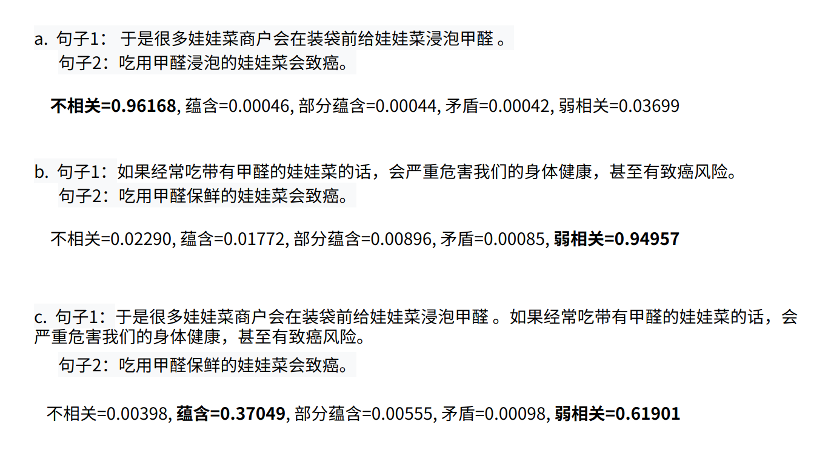 a. 句子1： 于是很多娃娃菜商户会在装袋前给娃娃菜浸泡甲醛 。
句子2：吃用甲醛浸泡的娃娃菜会致癌。
不相关=0.96168, 蕴含=0.00046, 部分蕴含=0.00044, 矛盾=0.00042, 弱相关=0.03699
b. 句子1：如果经常吃带有甲醛的娃娃菜的话，会严重危害我们的身体健康，甚至有致癌风险。
句子2：吃用甲醛保鲜的娃娃菜会致癌。
不相关=0.02290, 蕴含=0.01772, 部分蕴含=0.00896, 矛盾=0.00085, 弱相关=0.94957
c. 句子1：于是很多娃娃菜商户会在装袋前给娃娃菜浸泡甲醛 。如果经常吃带有甲醛的娃娃菜的话，会
严重危害我们的身体健康，甚至有致癌风险。
句子2：吃用甲醛保鲜的娃娃菜会致癌。
不相关=0.00398, 蕴含=0.37049, 部分蕴含=0.00555, 矛盾=0.00098, 弱相关=0.61901